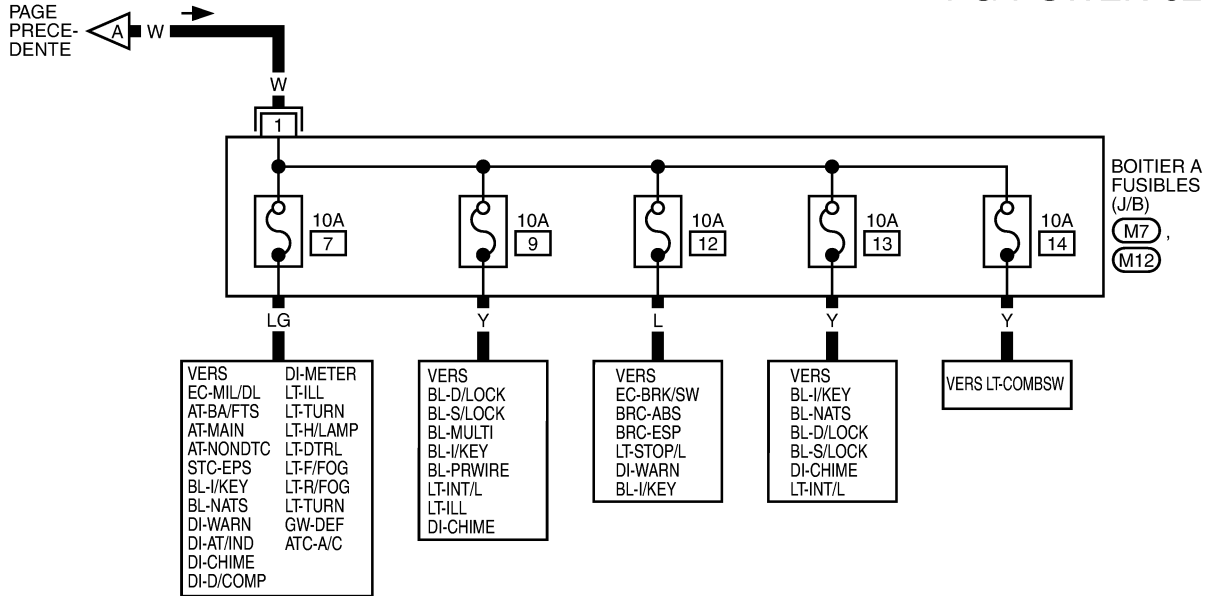 PAGE
PRECE-
DENTE
A
W
W
1
BOITIER A
FUSIBLES
(J/B)
M7 ,
M12
10A
7
10A
9
10A
12
10A
13
10A
14
LG
Y
L
Y
Y
VERS
EC-MIL/DL
AT-BA/FTS
AT-MAIN
AT-NONDTC
STC-EPS
BL-I/KEY
BL-NATS
DI-WARN
DI-AT/IND
DI-CHIME
DI-D/COMP
DI-METER
LT-ILL
LT-TURN
LT-H/LAMP
LT-DTRL
LT-F/FOG
LT-R/FOG
LT-TURN
GW-DEF
ATC-A/C
VERS
BL-D/LOCK
BL-S/LOCK
BL-MULTI
BL-I/KEY
BL-PRWIRE
LT-INT/L
LT-ILL
DI-CHIME
VERS
EC-BRK/SW
BRC-ABS
BRC-ESP
LT-STOP/L
DI-WARN
BL-I/KEY
VERS
BL-I/KEY
BL-NATS
BL-D/LOCK
BL-S/LOCK
DI-CHIME
LT-INT/L
VERS LT-COMBSW